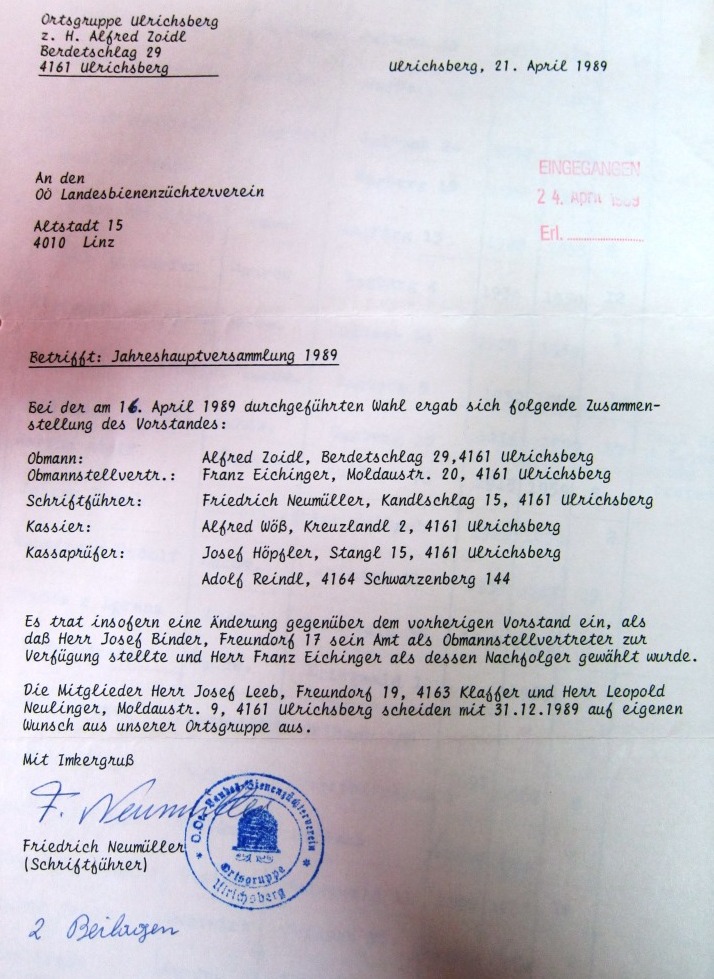 Ortsgruppe Ulrichsberg
z. H. Alfred Zoidl
Berdetschlag 29
4161 Ulrichsberg
Ulrichsberg, 21. April 1989
An den
OÖ Landesbienenzüchterverein
Altstadt 15
4010 Linz
EINGEGANGEN
24. April 1989
Erl.
Betrifft: Jahreshauptversammlung 1989
Bei der am 16. April 1989 durchgeführten Wahl ergab sich folgende Zusammen-
stellung des Vorstandes:
Obmann: Alfred Zoidl, Berdetschlag 29,4161 Ulrichsberg
Obmannstellvertr.: Franz Eichinger, Moldaustr. 20, 4161 Ulrichsberg
Schriftführer: Friedrich Neumüller, Kandlschlag 15, 4161 Ulrichsberg
Kassier: Alfred Wöß, Kreuzlandl 2, 4161 Ulrichsberg
Kassaprüfer: Josef Höpfler, Stangl 15, 4161 Ulrichsberg
Adolf Reindl, 4164 Schwarzenberg 144
Es trat insofern eine Änderung gegenüber dem vorherigen Vorstand ein, als
daß Herr Josef Binder, Freundorf 17 sein Amt als Obmannstellvertreter zur
Verfügung stellte und Herr Franz Eichinger als dessen Nachfolger gewählt wurde.
Die Mitglieder Herr Josef Leeb, Freundorf 19, 4163 Klaffer und Herr Leopold
Neulinger, Moldaustr. 9, 4161 Ulrichsberg scheiden mit 31.12.1989 auf eigenen
Wunsch aus unserer Ortsgruppe aus.
Mit Imkergruß
F. Neumüller
Friedrich Neumüller
(Schriftführer)
O.Ö. Landes-Bienenzüchterverein
Ortsgruppe
Ulrichsberg
2 Beilagen